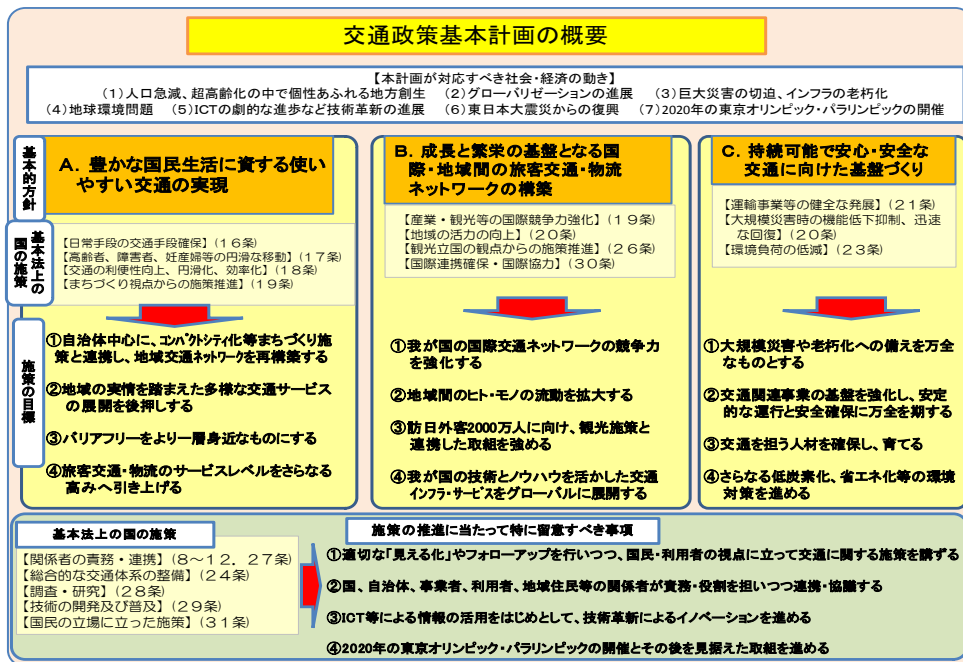 交通政策基本計画の概要
【本計画が対応すべき社会・経済の動き】
(1)人口急減、超高齢化の中で個性あふれる地方創生　(2)グローバリゼーションの進展　(3)巨大災害の切迫、インフラの老朽化
(4)地球環境問題　(5)ICTの劇的な進歩など技術革新の進展　(6)東日本大震災からの復興　(7)2020年の東京オリンピック・パラリンピックの開催
基本的方針
A．豊かな国民生活に資する使い
やすい交通の実現
B．成長と繁栄の基盤となる国
際・地域間の旅客交通・物流
ネットワークの構築
C．持続可能で安心・安全な
交通に向けた基盤づくり
基本法上の
国の施策
【日常手段の交通手段確保】(16条)
【高齢者、障害者、妊産婦等の円滑な移動】(17条)
【交通の利便性向上、円滑化、効率化】(18条)
【まちづくり視点からの施策推進】(19条)
【産業・観光等の国際競争力強化】(19条)
【地域の活力の向上】(20条)
【観光立国の観点からの施策推進】(26条)
【国際連携確保・国際協力】(30条)
【運輸事業等の健全な発展】(21条)
【大規模災害時の機能低下抑制、迅速
な回復】(20条)
【環境負荷の低減】(23条)
施策の目標
①自治体中心に、コンパクトシティ化等まちづくり施
策と連携し、地域交通ネットワークを再構築する
②地域の実情を踏まえた多様な交通サービス
の展開を後押しする
③バリアフリーをより一層身近なものにする
④旅客交通・物流のサービスレベルをさらなる
高みへ引き上げる
①我が国の国際交通ネットワークの競争力
を強化する
②地域間のヒト・モノの流動を拡大する
③訪日外客2000万人に向け、観光施策と
連携した取組を強める
④我が国の技術とノウハウを活かした交通
インフラ・サービスをグローバルに展開する
①大規模災害や老朽化への備えを万全
なものとする
②交通関連事業の基盤を強化し、安定
的な運行と安全確保に万全を期する
③交通を担う人材を確保し、育てる
④さらなる低炭素化、省エネ化等の環境
対策を進める
基本法上の国の施策
【関係者の責務・連携】(8～12．27条)
【総合的な交通体系の整備】(24条)
【調査・研究】(28条)
【技術の開発及び普及】(29条)
【国民の立場に立った施策】(31条)
施策の推進に当たって特に留意すべき事項
①適切な「見える化」やフォローアップを行いつつ、国民・利用者の視点に立って交通に関する施策を講ずる
②国、自治体、事業者、利用者、地域住民等の関係者が責務・役割を担いつつ連携・協議する
③ICT等による情報の活用をはじめとして、技術革新によるイノベーションを進める
④2020年の東京オリンピック・パラリンピックの開催とその後を見据えた取組を進める